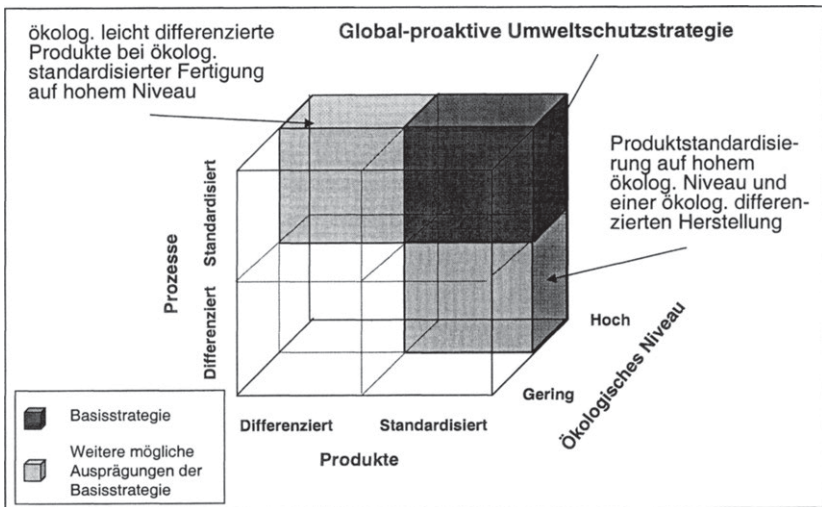 ökolog. leicht differenzierte
Produkte bei ökolog.
standardisierter Fertigung
auf hohem Niveau
Global-proaktive Umweltschutzstrategie
Produktstandardisie-
rung auf hohem
ökolog. Niveau und
einer ökolog. differen-
zierten Herstellung
Prozesse
Standardisiert
Differenziert
Hoch
Gering
Ökologisches Niveau
Differenziert
Standardisiert
Produkte
Basisstrategie
Weitere mögliche
Ausprägungen der
Basisstrategie